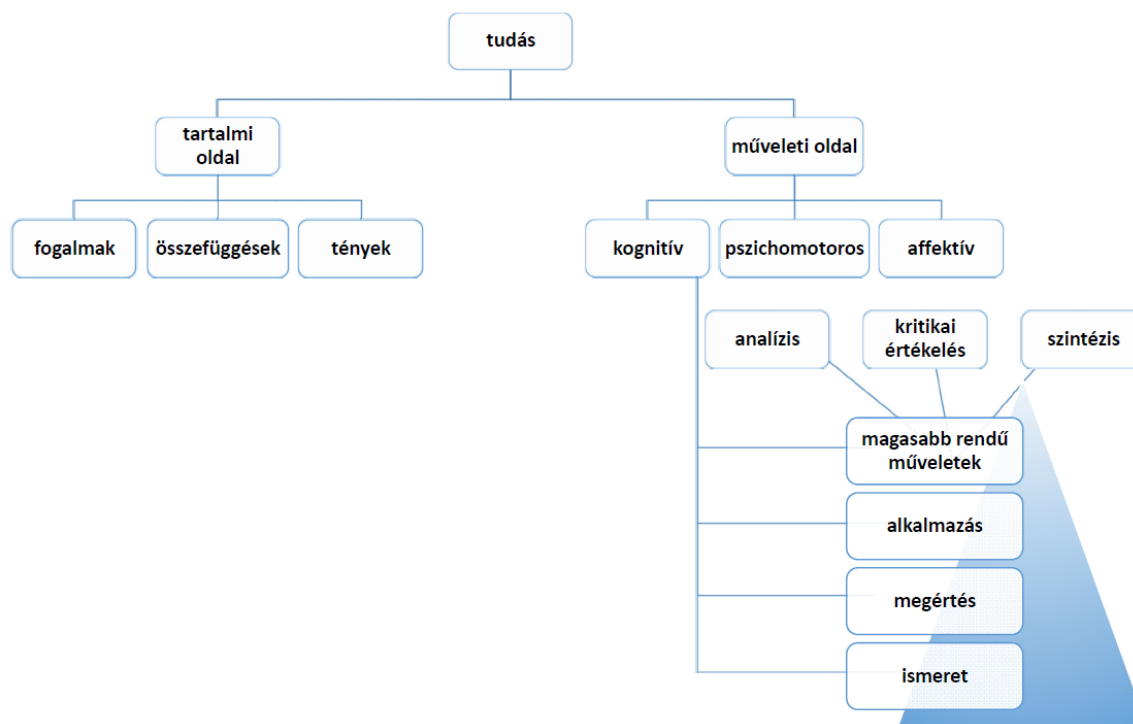 tudás
tartalmi
oldal
műveleti oldal
fogalmak
összefüggések
tények
kognitív
pszichomotoros
affektív
analízis
kritikai
értékelés
szintézis
magasabb rendű
műveletek
alkalmazás
megértés
ismeret